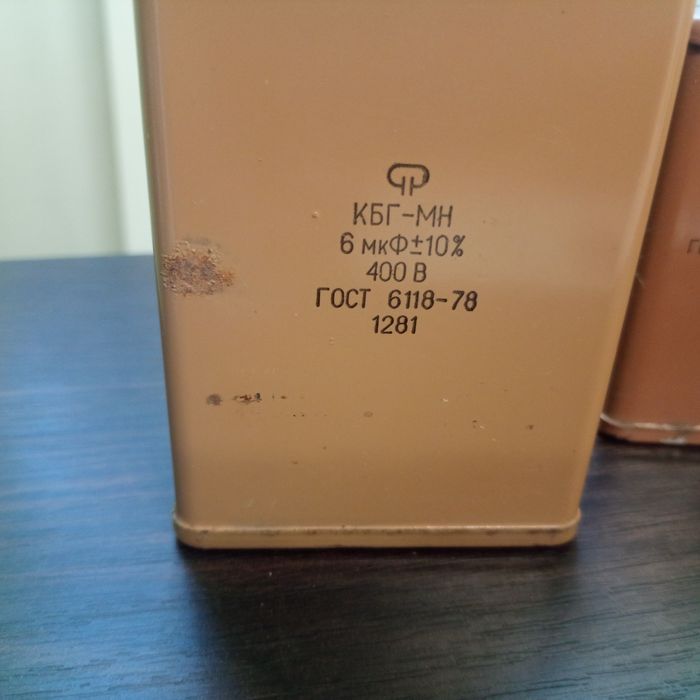 КБГ-МН
6 мкФ±10%
400 В
ГОСТ 6118-78
1281